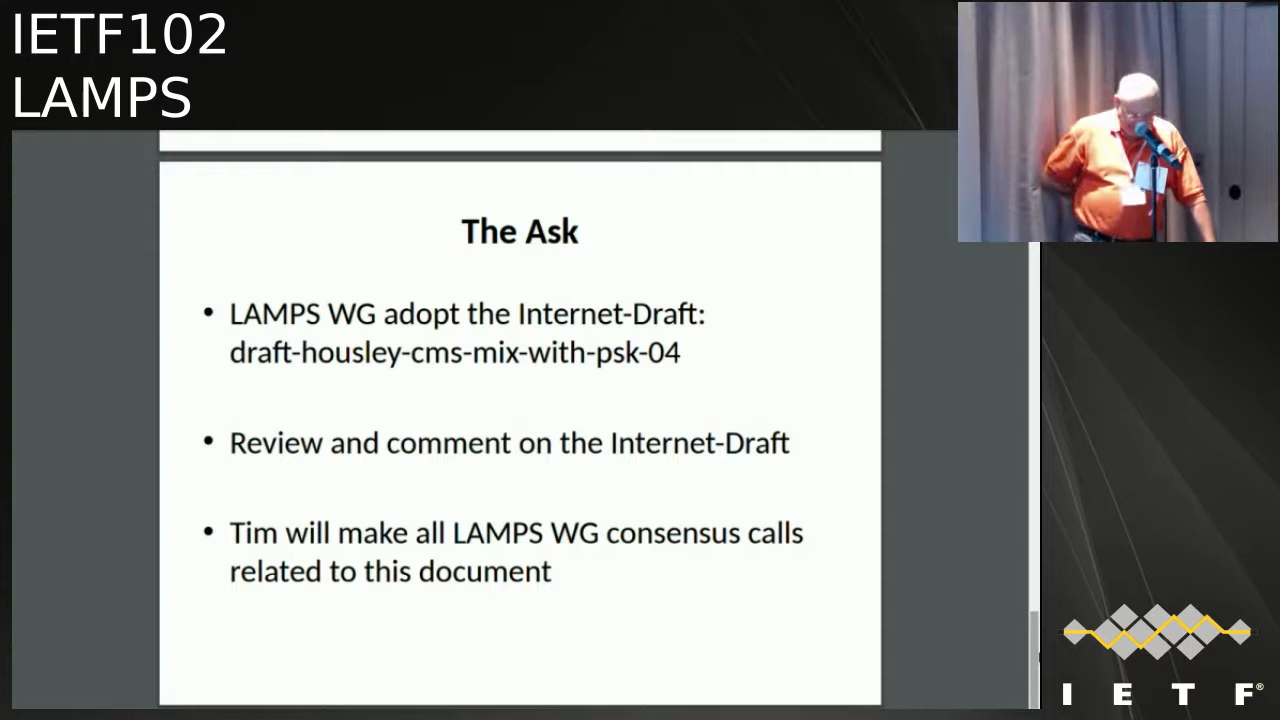 IETF102
LAMPS
The Ask
• LAMPS WG adopt the Internet-Draft:
draft-housley-cms-mix-with-psk-04
• Review and comment on the Internet-Draft
• Tim will make all LAMPS WG consensus calls
related to this document
I E T F®